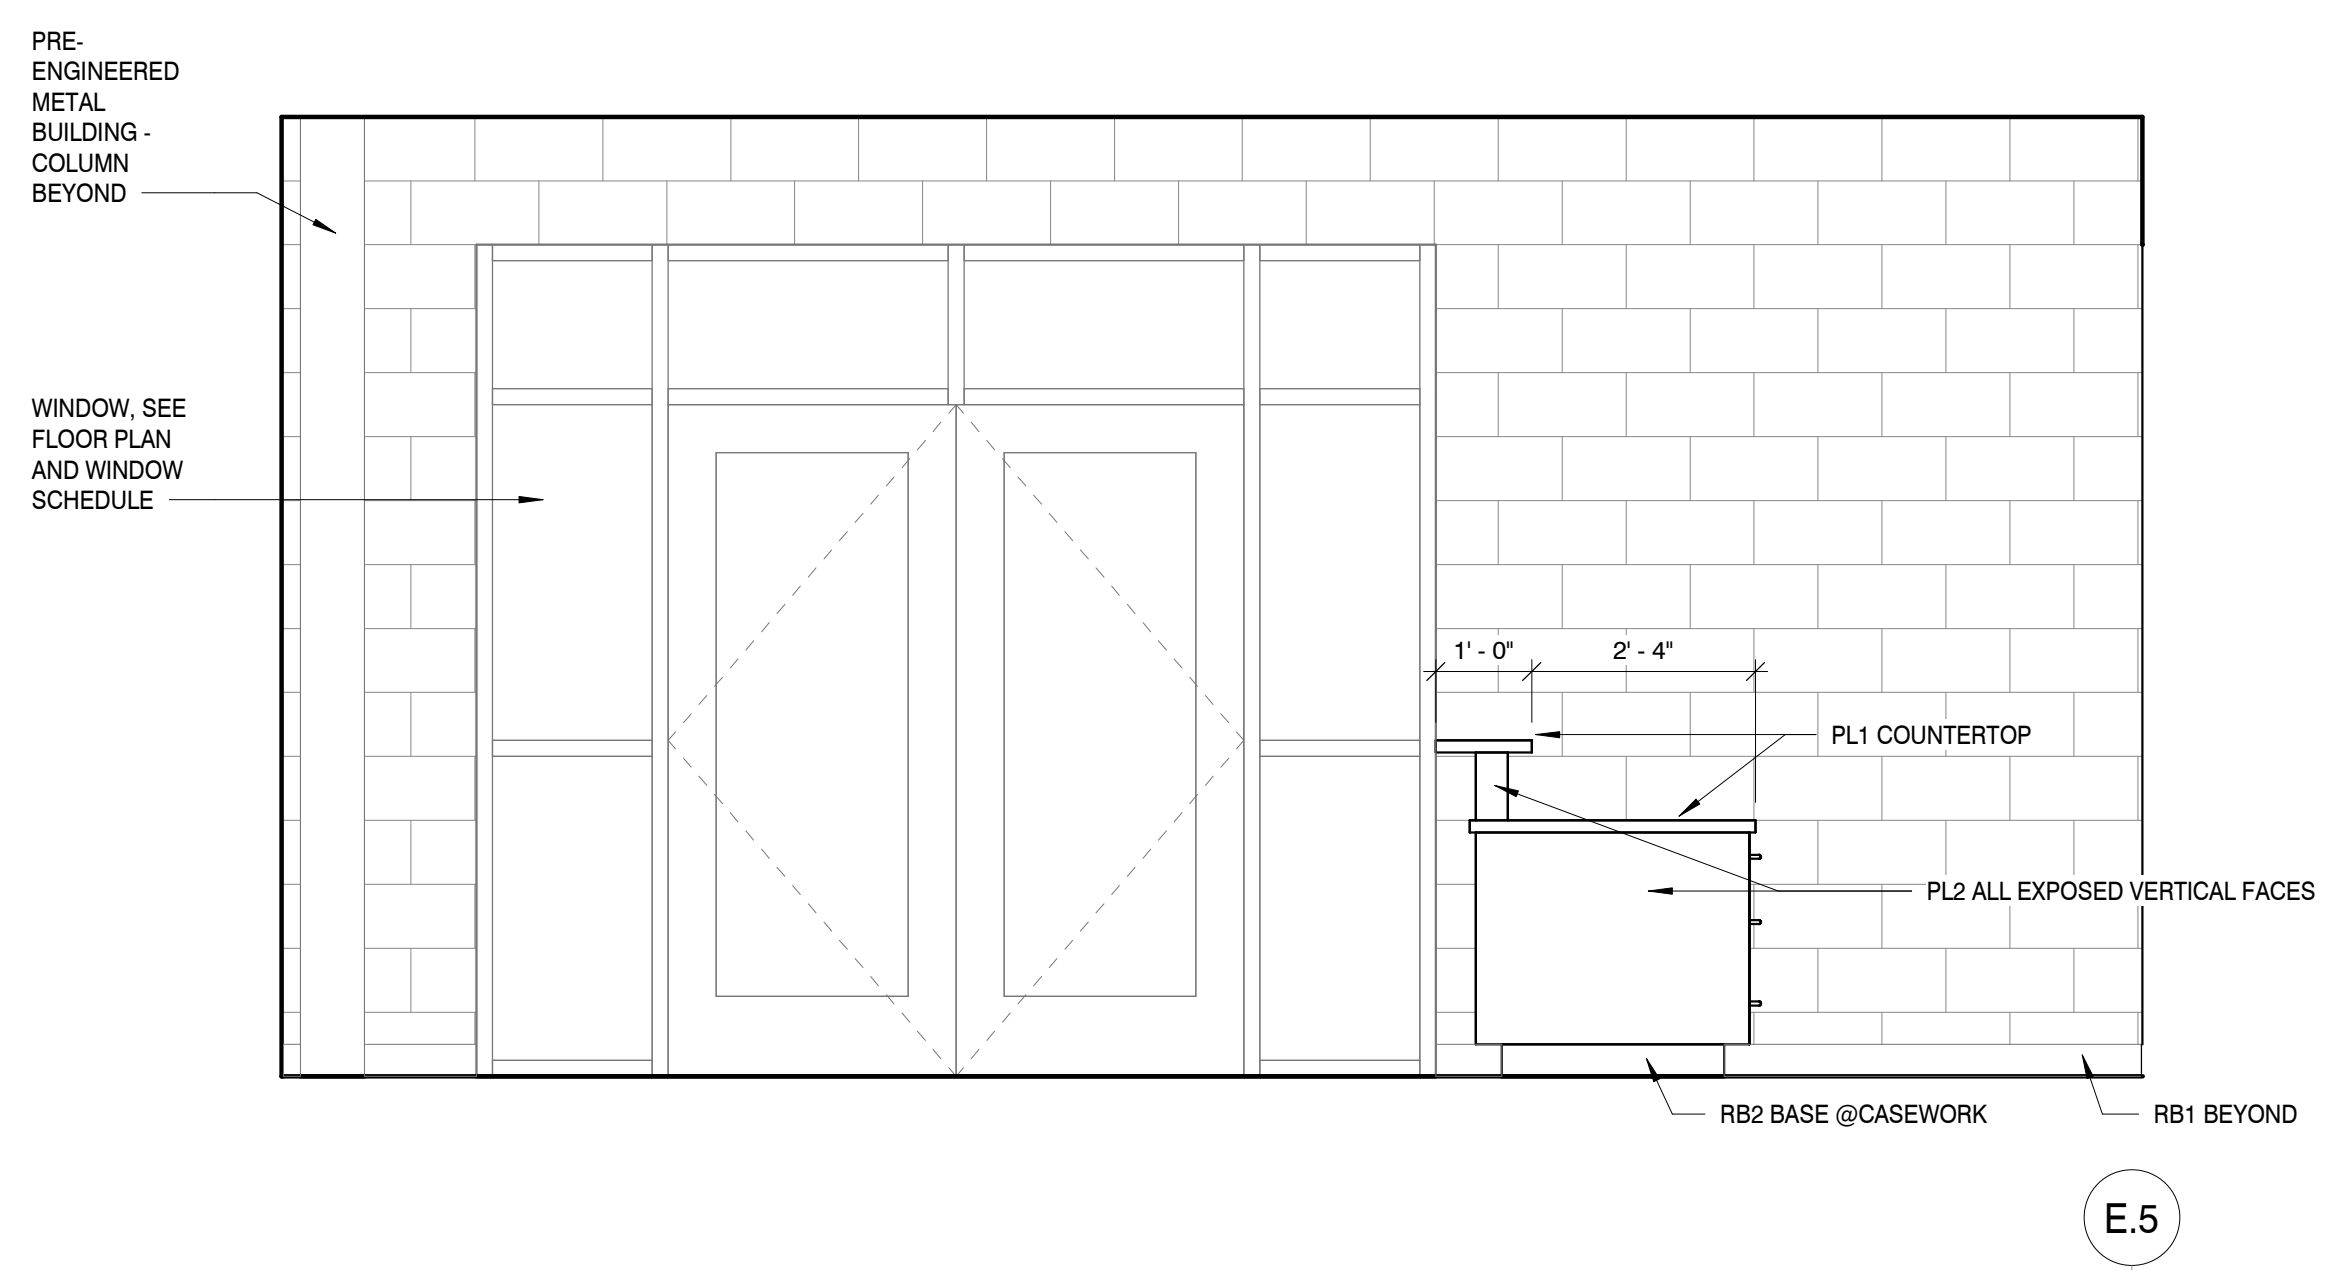 PRE-
ENGINEERED
METAL
BUILDING -
COLUMN
BEYOND
WINDOW, SEE
FLOOR PLAN
AND WINDOW
SCHEDULE
1' - 0"
2' - 4"
PL1 COUNTERTOP
PL2 ALL EXPOSED VERTICAL FACES
RB2 BASE @CASEWORK
RB1 BEYOND
E.5